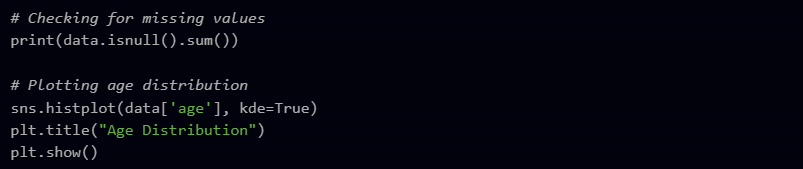 # Checking for missing values
print(data.isnull().sum())
# Plotting age distribution
sns.histplot(data['age'], kde=True)
plt.title("Age Distribution")
plt.show()